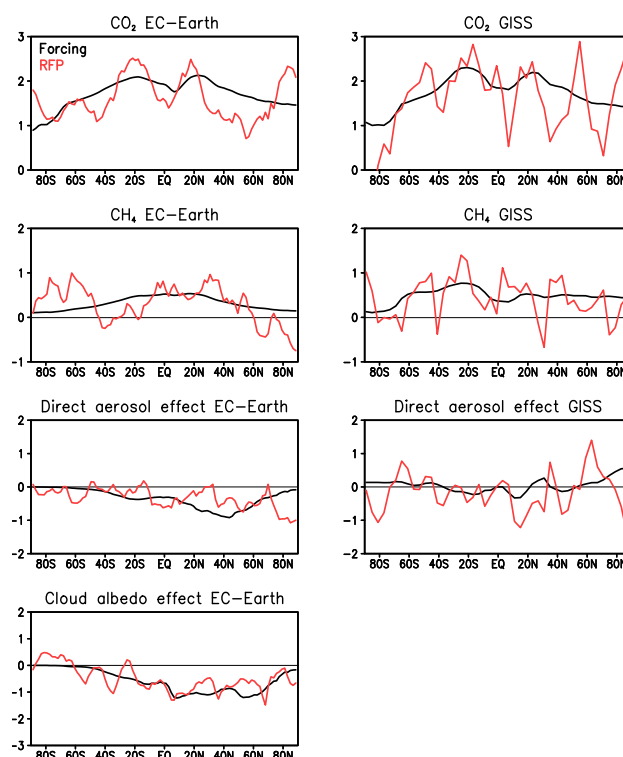 CO₂ EC−Earth
CO₂ GISS
Forcing
RFP
3
2
1
0
80S 60S 40S 20S EQ 20N 40N 60N 80N
3
2
1
0
80S 60S 40S 20S EQ 20N 40N 60N 80N
CH₄ EC−Earth
CH₄ GISS
2
1
0
−1
80S 60S 40S 20S EQ 20N 40N 60N 80N
2
1
0
−1
80S 60S 40S 20S EQ 20N 40N 60N 80N
Direct aerosol effect EC−Earth
Direct aerosol effect GISS
2
1
0
−1
−2
80S 60S 40S 20S EQ 20N 40N 60N 80N
2
1
0
−1
−2
80S 60S 40S 20S EQ 20N 40N 60N 80N
Cloud albedo effect EC−Earth
2
1
0
−1
−2
−3
80S 60S 40S 20S EQ 20N 40N 60N 80N